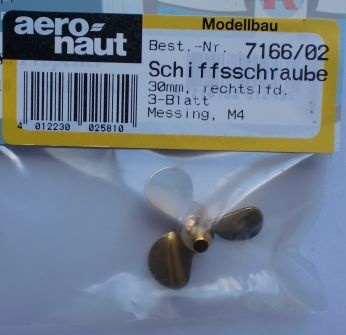 aero-
naut
Modellbau
Best.-Nr. 7166/02
Schiffsschraube
30mm, rechtslfd.
3-Blatt
Messing, M4
4 012230 025810